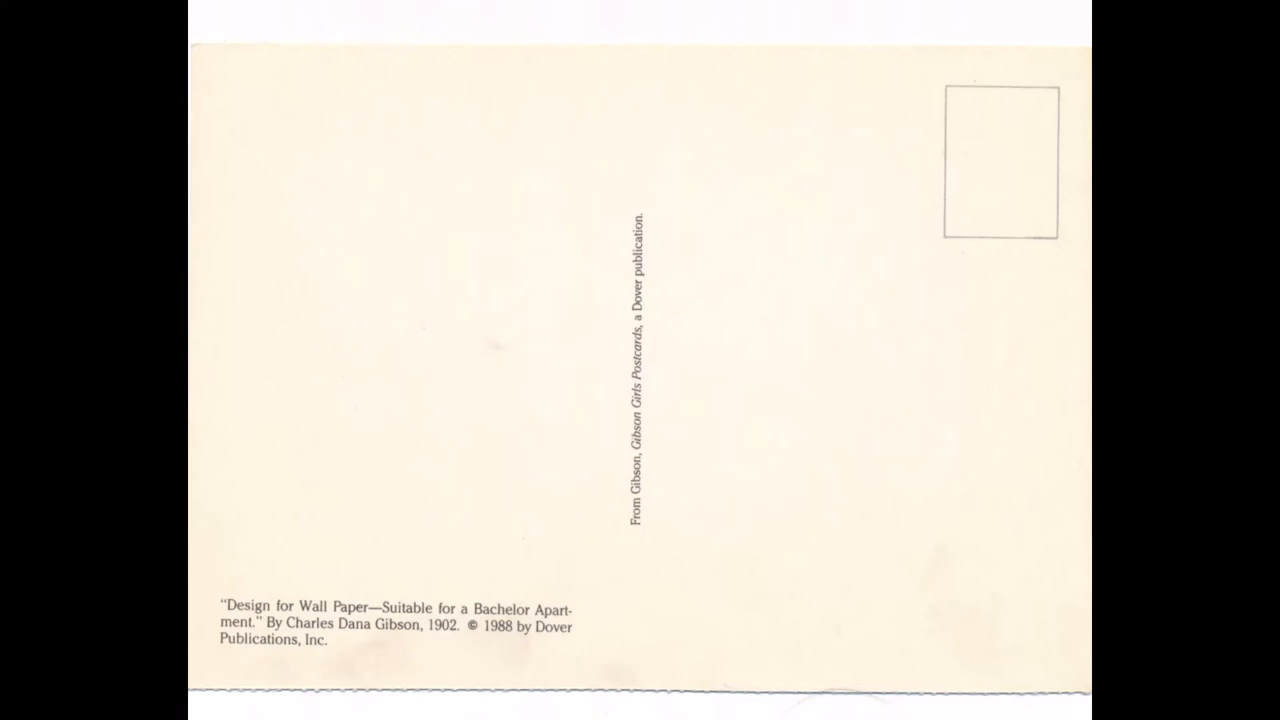 From Gibson, Gibson Girls Postcards, a Dover publication.
“Design for Wall Paper—Suitable for a Bachelor Apart-
ment.” By Charles Dana Gibson, 1902. © 1988 by Dover
Publications, Inc.